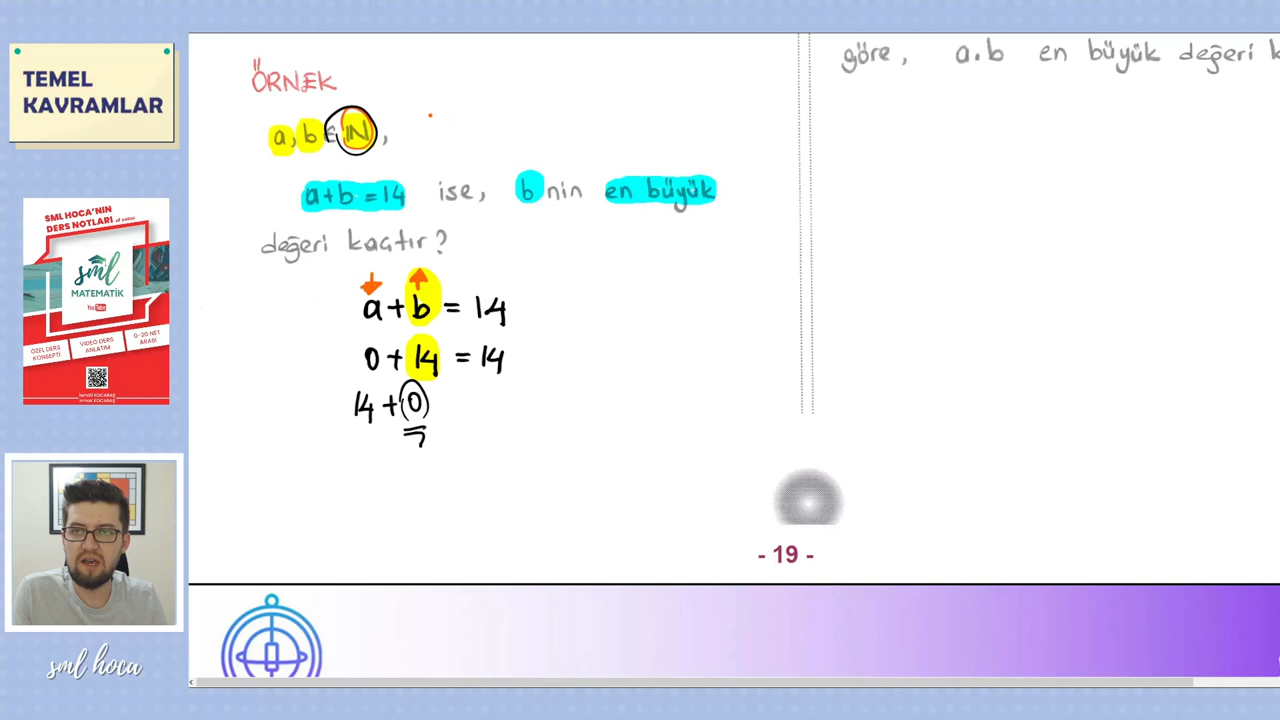 TEMEL
KAVRAMLAR
SML HOCA'NIN
DERS NOTLARI
sml
MATEMATİK
YouTube
ÖZEL DERS
KONSEPTİ
VİDEO DERS
ANLATIM
0-20 NET
ARASI
sml hoca
ÖRNEK
a, b ∈ IN,
a+b=14 ise, b nin en büyük
değeri kaçtır?
a+b = 14
0+14 = 14
14+0
göre, a.b en büyük değeri k
- 19 -